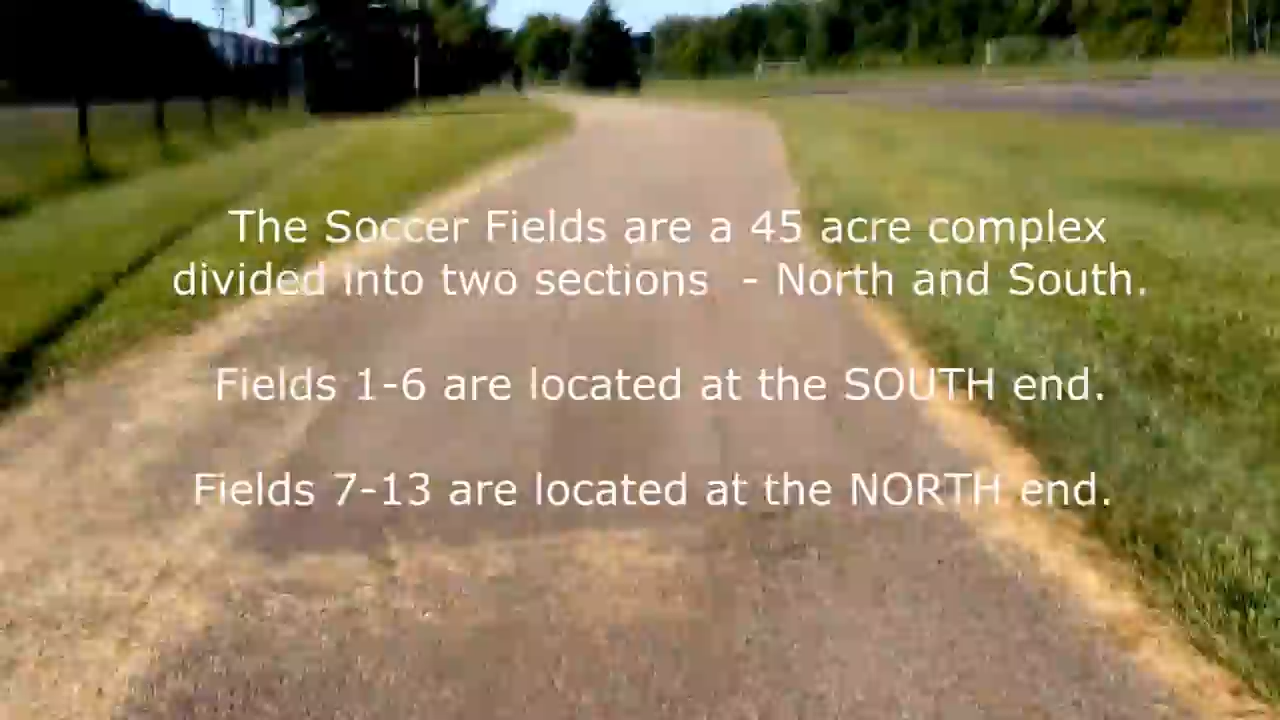 The Soccer Fields are a 45 acre complex
divided into two sections - North and South.
Fields 1-6 are located at the SOUTH end.
Fields 7-13 are located at the NORTH end.